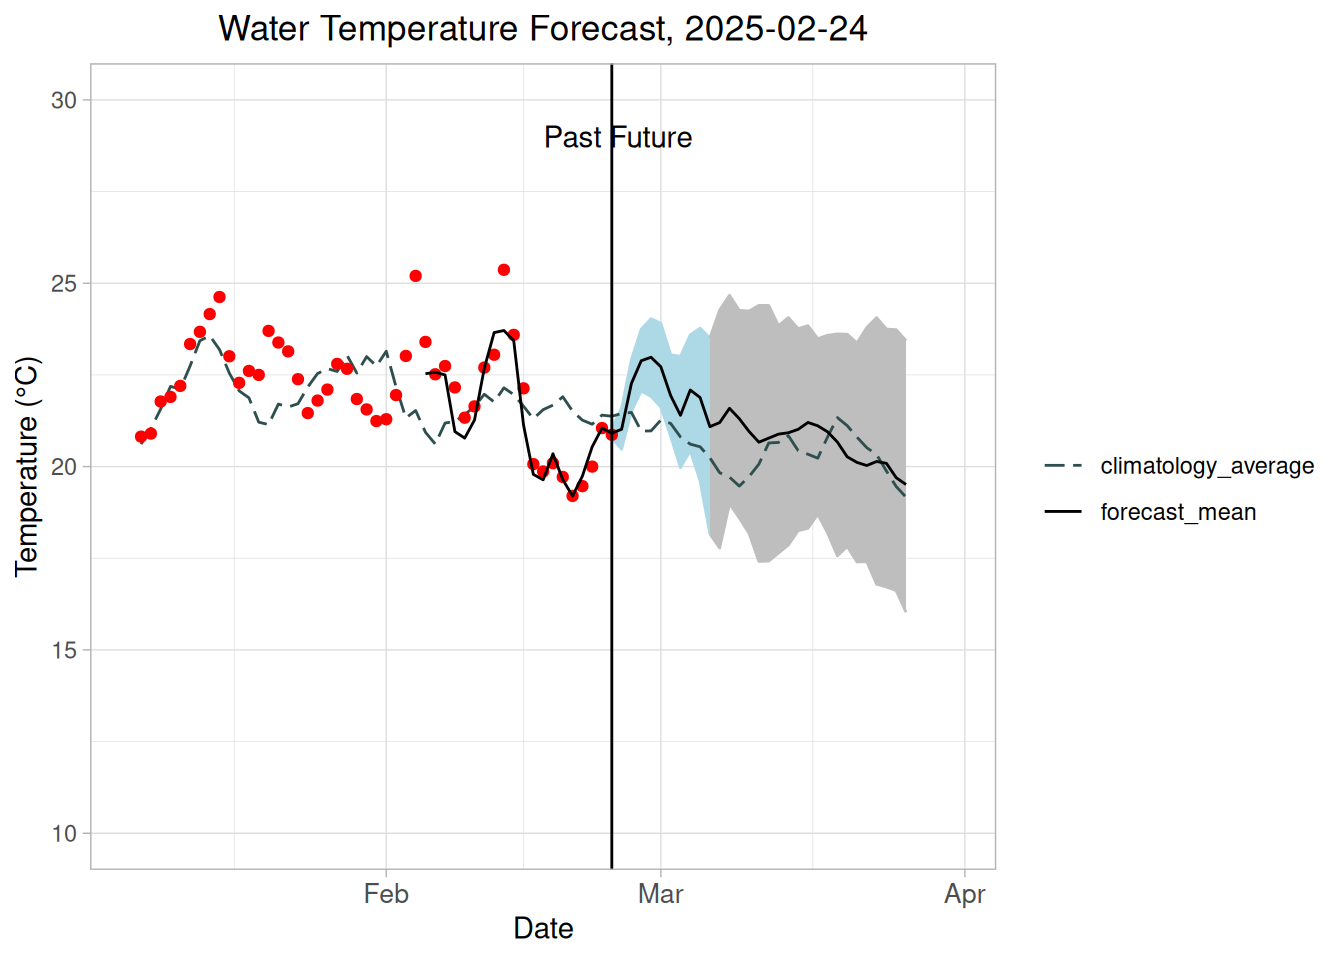 Water Temperature Forecast, 2025-02-24
30
25
20
15
10
Temperature (°C)
Past Future
Feb
Mar
Apr
Date
climatology_average
forecast_mean